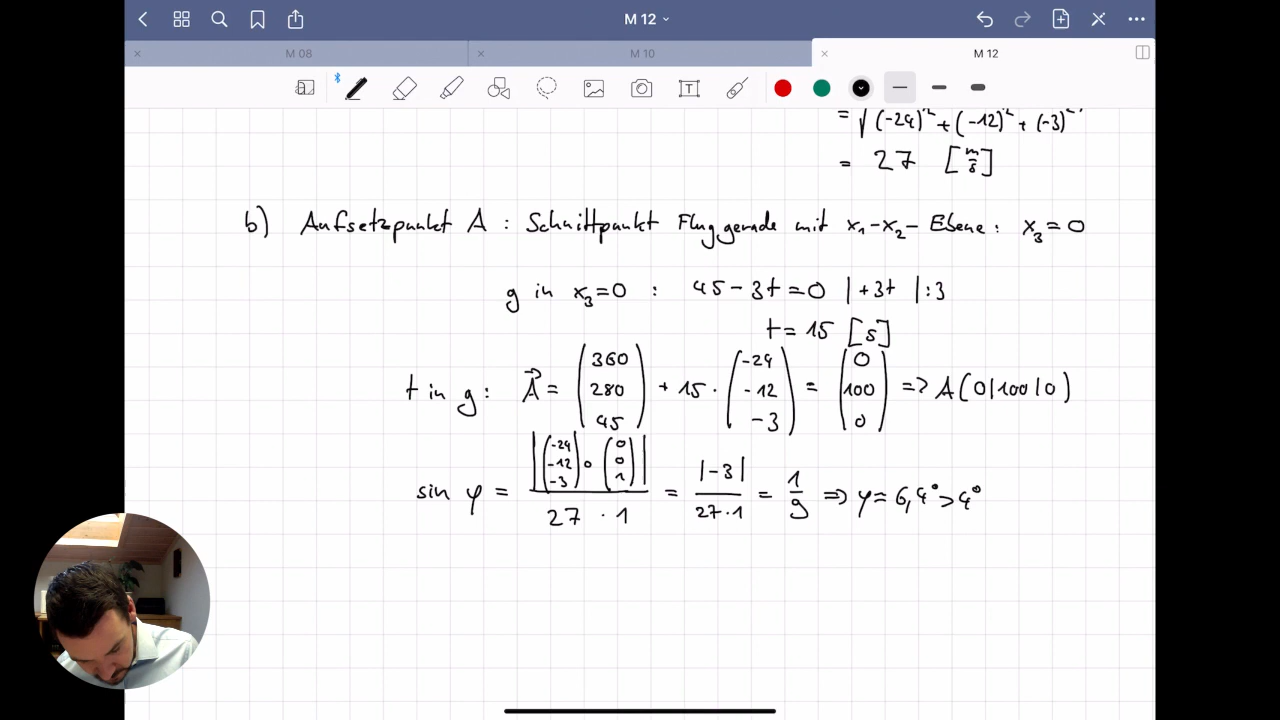 M 12
M 08 M 10 M 12
= √(-24)² + (-12)² + (-3)²
= 27 [m/s]
b) Aufsetzpunkt A : Schnittpunkt Fluggerade mit x₁-x₂- Ebene : x₃ = 0
g in x₃=0 : 45 - 3t = 0 | +3t | :3
t = 15 [s]
t in g : A⃗ = (360 280 45) + 15 · (-24 -12 -3) = (0 100 0) => A(0|100|0)
sin φ = |(-24 -12 -3) ∘ (0 0 1)| / 27 · 1 = |-3| / 27·1 = 1/9 => φ ≈ 6,4° > 4°